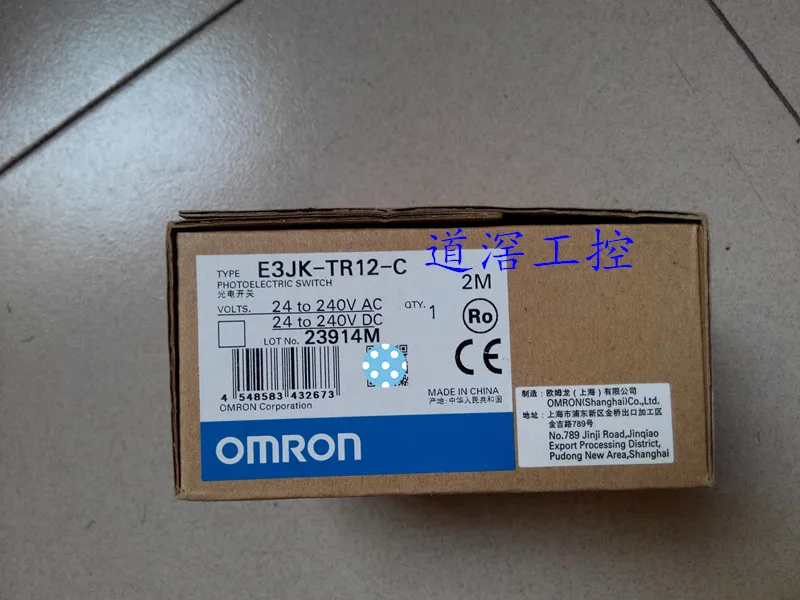 道滘工控
TYPE E3JK-TR12-C
PHOTOELECTRIC SWITCH 2M
光电开关
VOLTS. 24 to 240V AC QTY. 1
24 to 240V DC
LOT No. 23914M
Ro
CE
4 548583 432673
OMRON Corporation
MADE IN CHINA
产地:中华人民共和国
OMRON
制造:欧姆龙(上海)有限公司
OMRON(Shanghai)Co.,Ltd.
地址:上海市浦东新区金桥出口加工区
金吉路789号
No.789 Jinji Road,Jinqiao
Export Processing District,
Pudong New Area,Shanghai